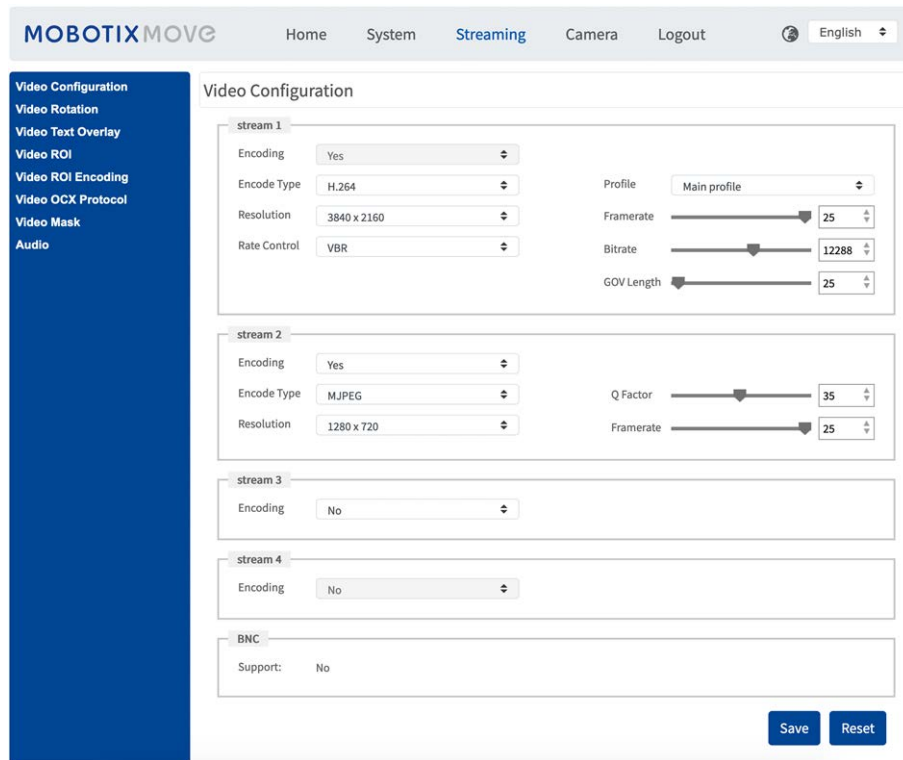 MOBOTIX MOVE Home System Streaming Camera Logout English
Video Configuration
Video Rotation
Video Text Overlay
Video ROI
Video ROI Encoding
Video OCX Protocol
Video Mask
Audio
Video Configuration
stream 1
Encoding Yes
Encode Type H.264 Profile Main profile
Resolution 3840 x 2160 Framerate 25
Rate Control VBR Bitrate 12288
GOV Length 25
stream 2
Encoding Yes
Encode Type MJPEG Q Factor 35
Resolution 1280 x 720 Framerate 25
stream 3
Encoding No
stream 4
Encoding No
BNC
Support: No
Save Reset